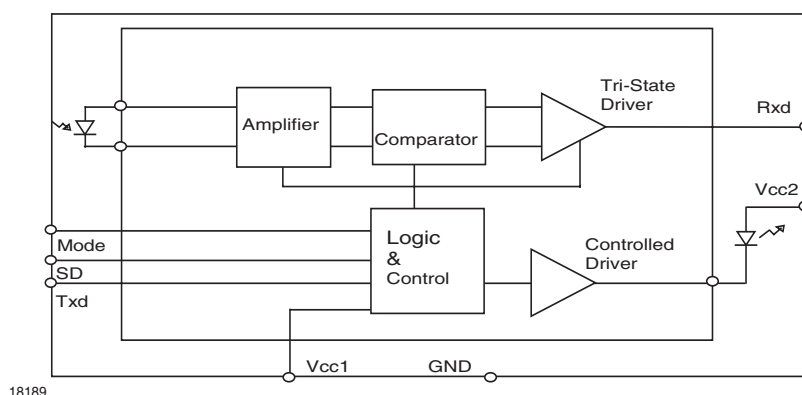 Tri-State
Driver
Rxd
Amplifier
Comparator
Vcc2
Mode
SD
Txd
Logic
&
Control
Controlled
Driver
Vcc1
GND
18189